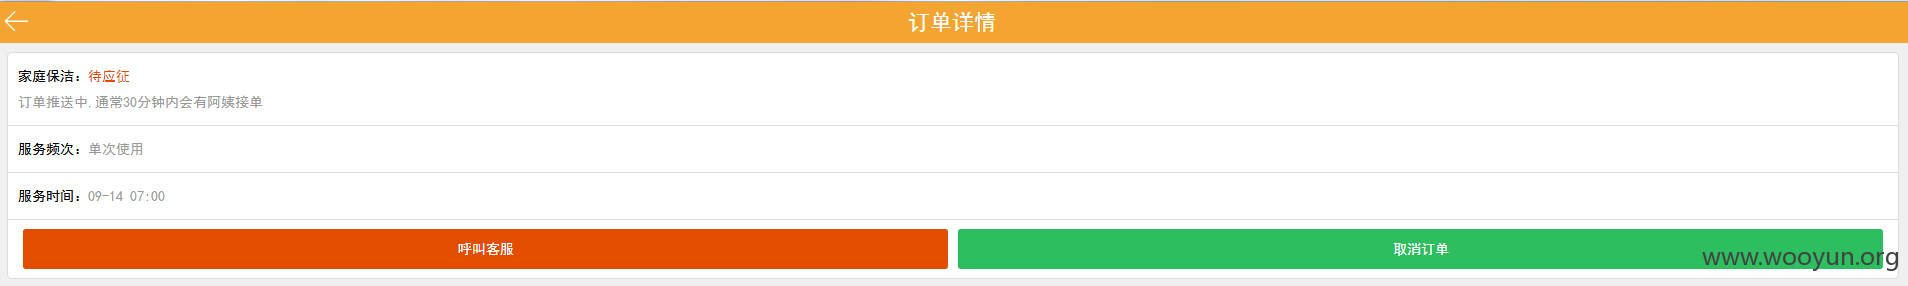 订单详情
家庭保洁：待应征
订单推送中,通常30分钟内会有阿姨接单
服务频次：单次使用
服务时间：09-14 07:00
呼叫客服
取消订单
www.wooyun.org